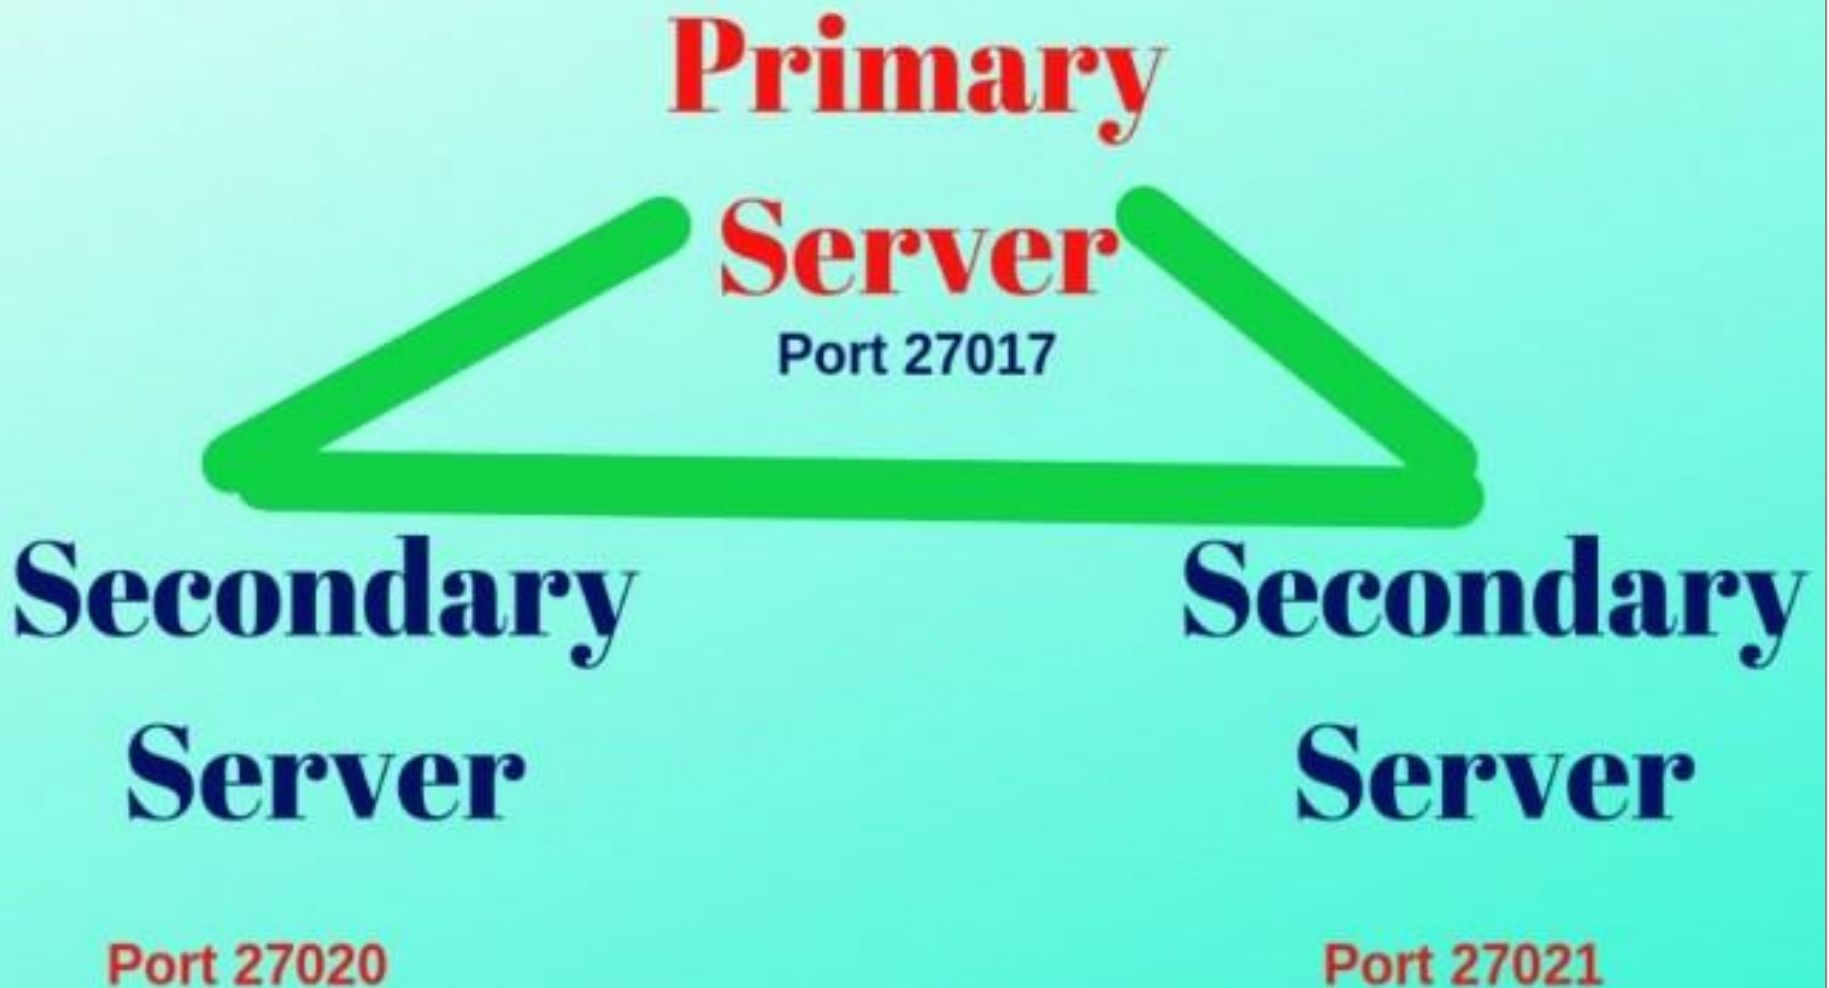 Primary
Server
Port 27017
Secondary
Server
Port 27020
Secondary
Server
Port 27021